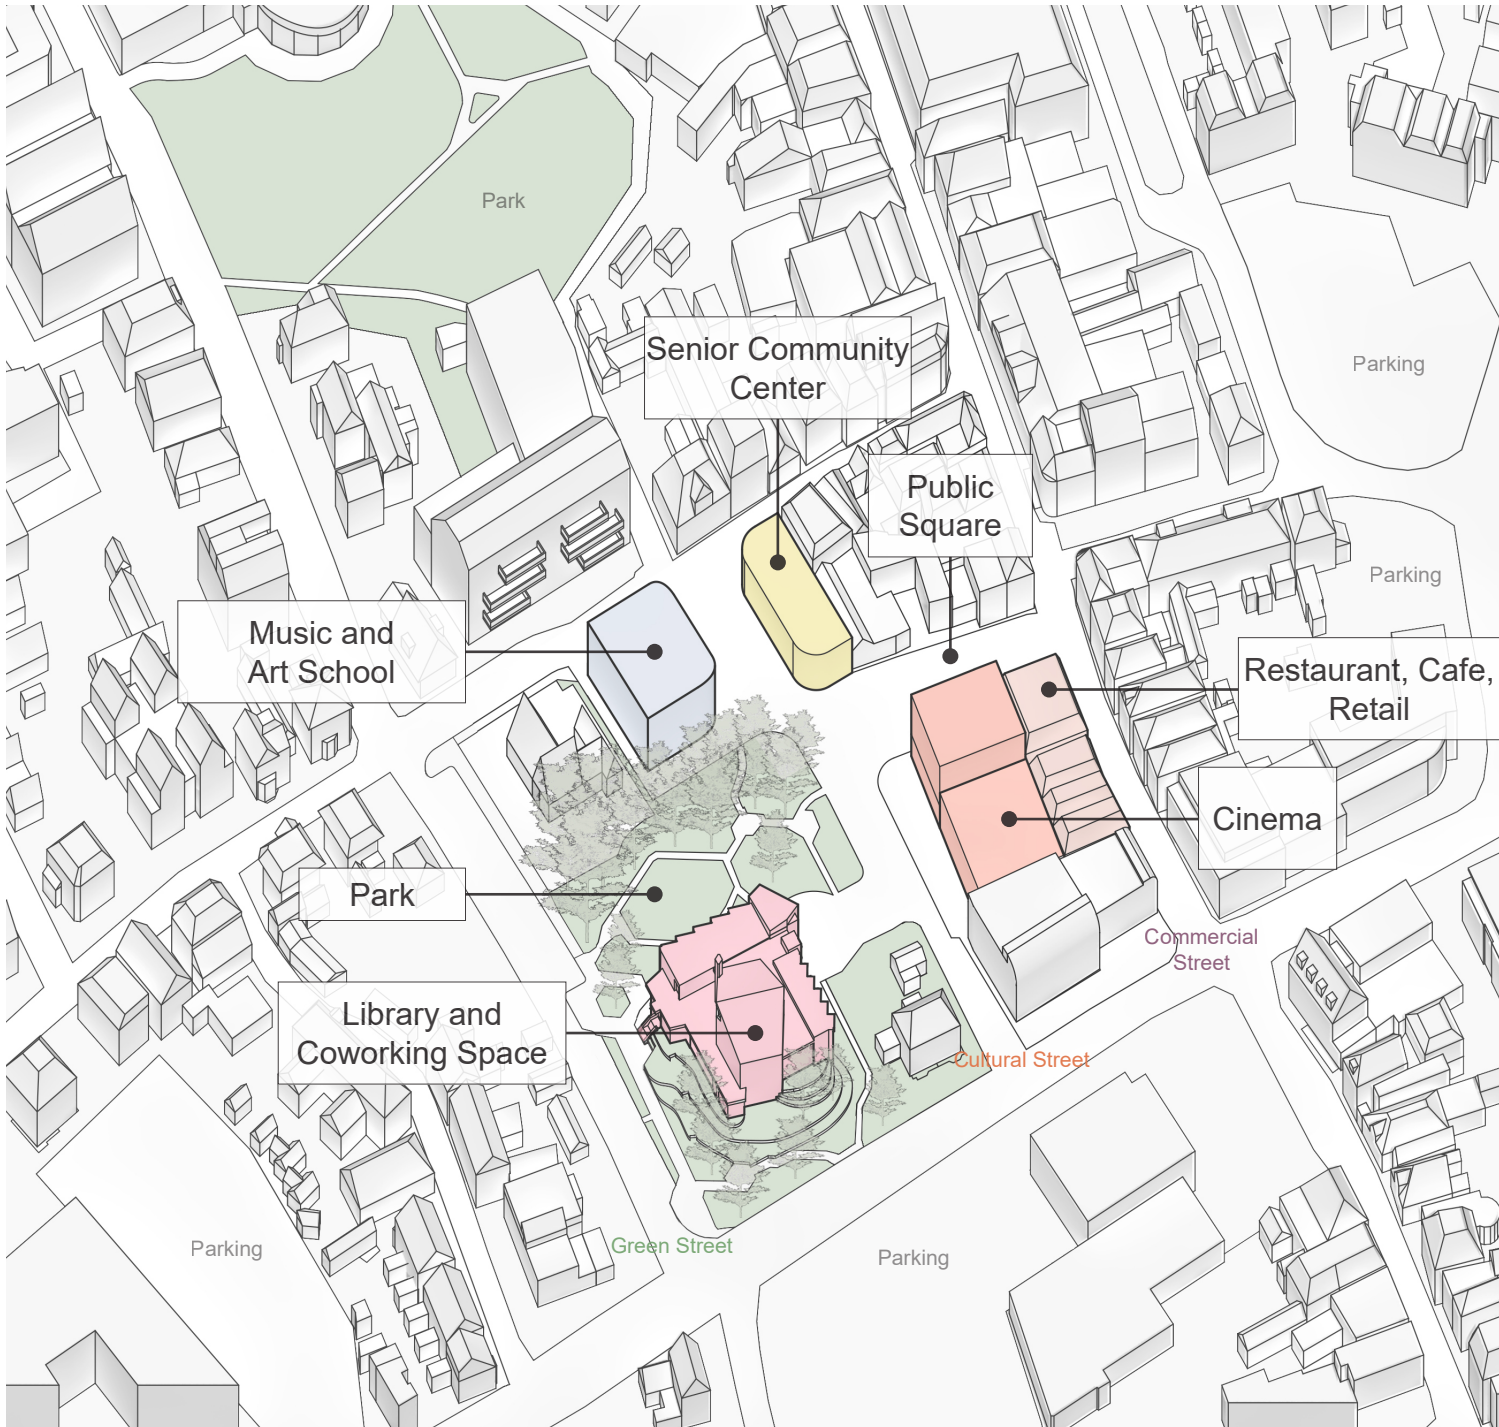 Park
Senior Community
Center
Parking
Public
Square
Parking
Music and
Art School
Restaurant, Cafe,
Retail
Cinema
Park
Commercial
Street
Library and
Coworking Space
Cultural Street
Green Street
Parking
Parking